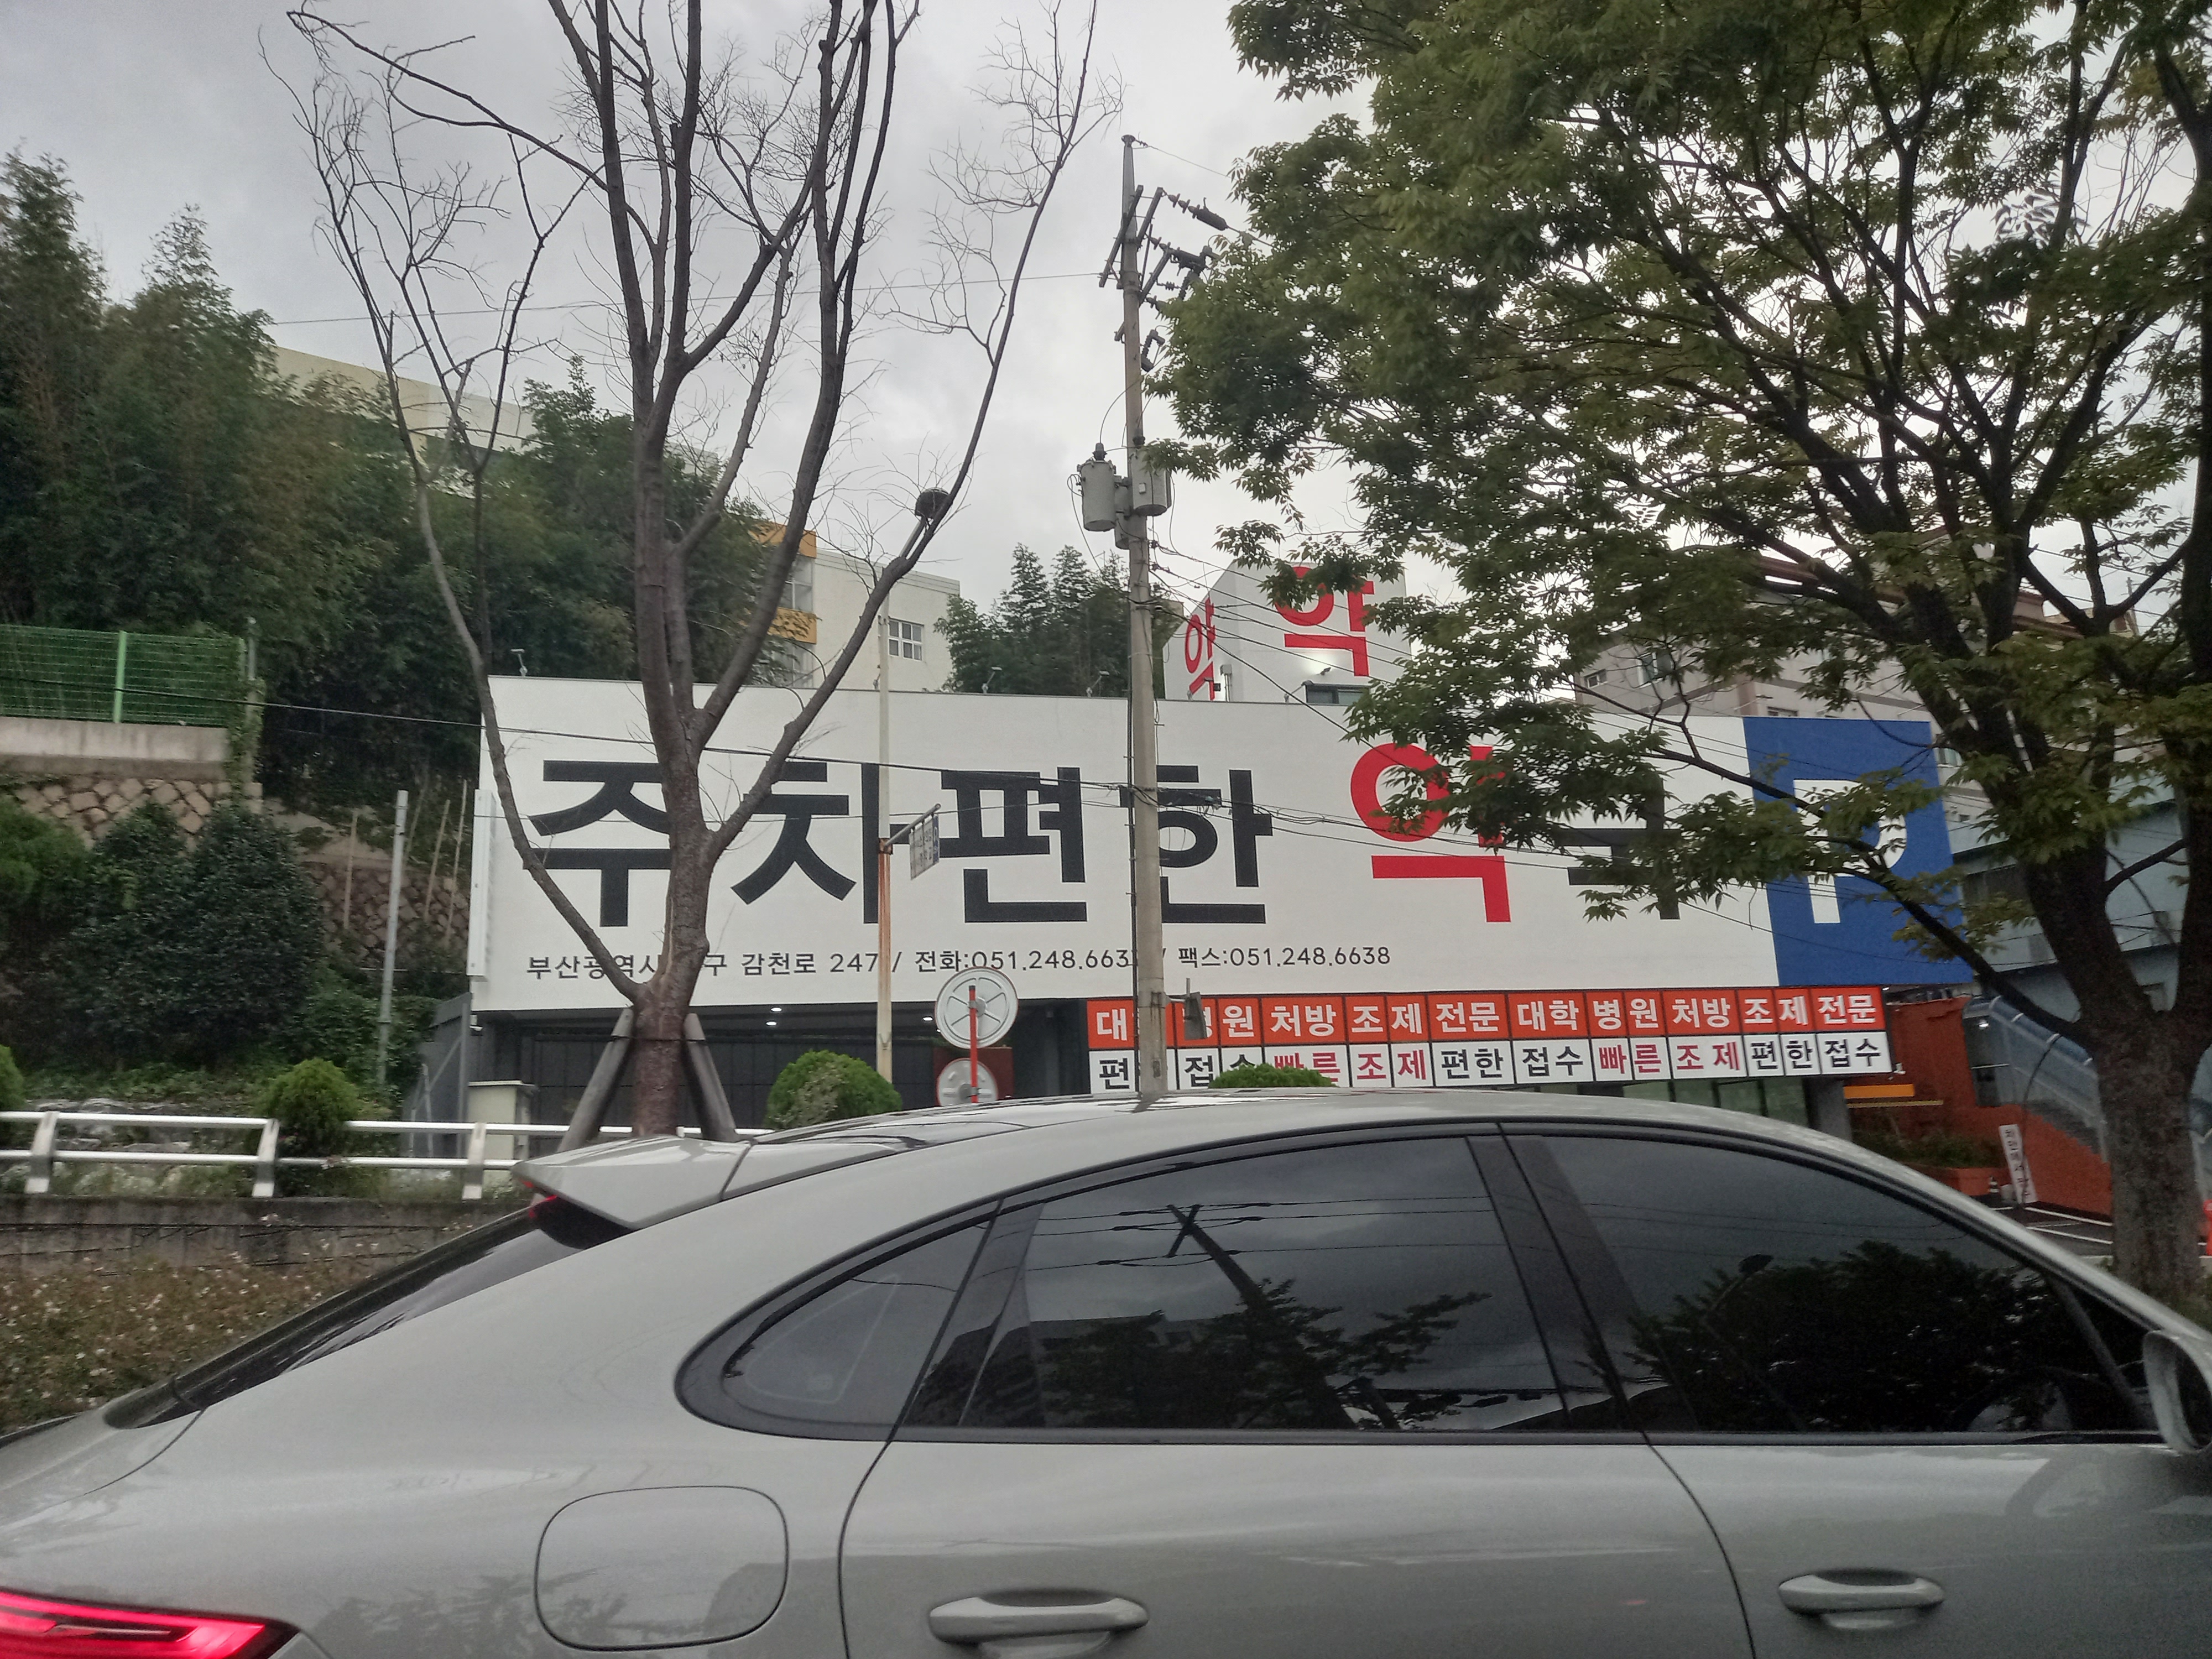 약
약
주차편한 약국 P
부산광역시 구 감천로 247 / 전화:051.248.663 / 팩스:051.248.6638
대 병원 처방 조제 전문 대학 병원 처방 조제 전문
편한 접수 빠른 조제 편한 접수 빠른 조제 편한 접수